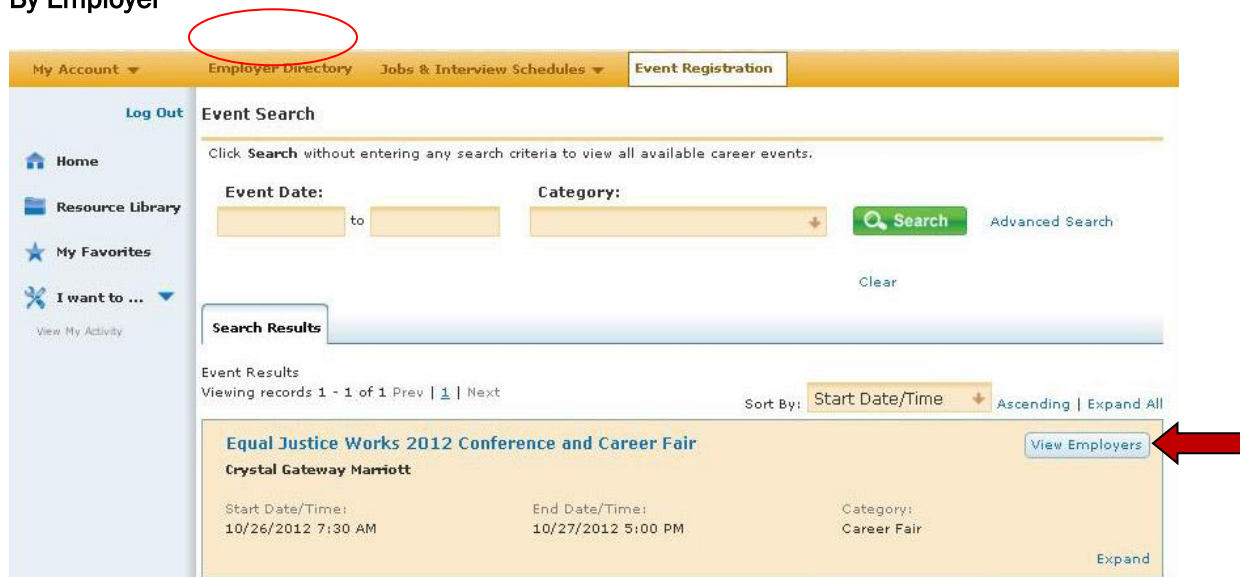 By Employer
My Account Employer Directory Jobs & Interview Schedules Event Registration
Log Out
Home
Resource Library
My Favorites
I want to ...
View My Activity
Event Search
Click Search without entering any search criteria to view all available career events.
Event Date: Category:
to Search Advanced Search
Clear
Search Results
Event Results
Viewing records 1 - 1 of 1 Prev | 1 | Next
Sort By: Start Date/Time Ascending | Expand All
Equal Justice Works 2012 Conference and Career Fair View Employers
Crystal Gateway Marriott
Start Date/Time: End Date/Time: Category:
10/26/2012 7:30 AM 10/27/2012 5:00 PM Career Fair
Expand